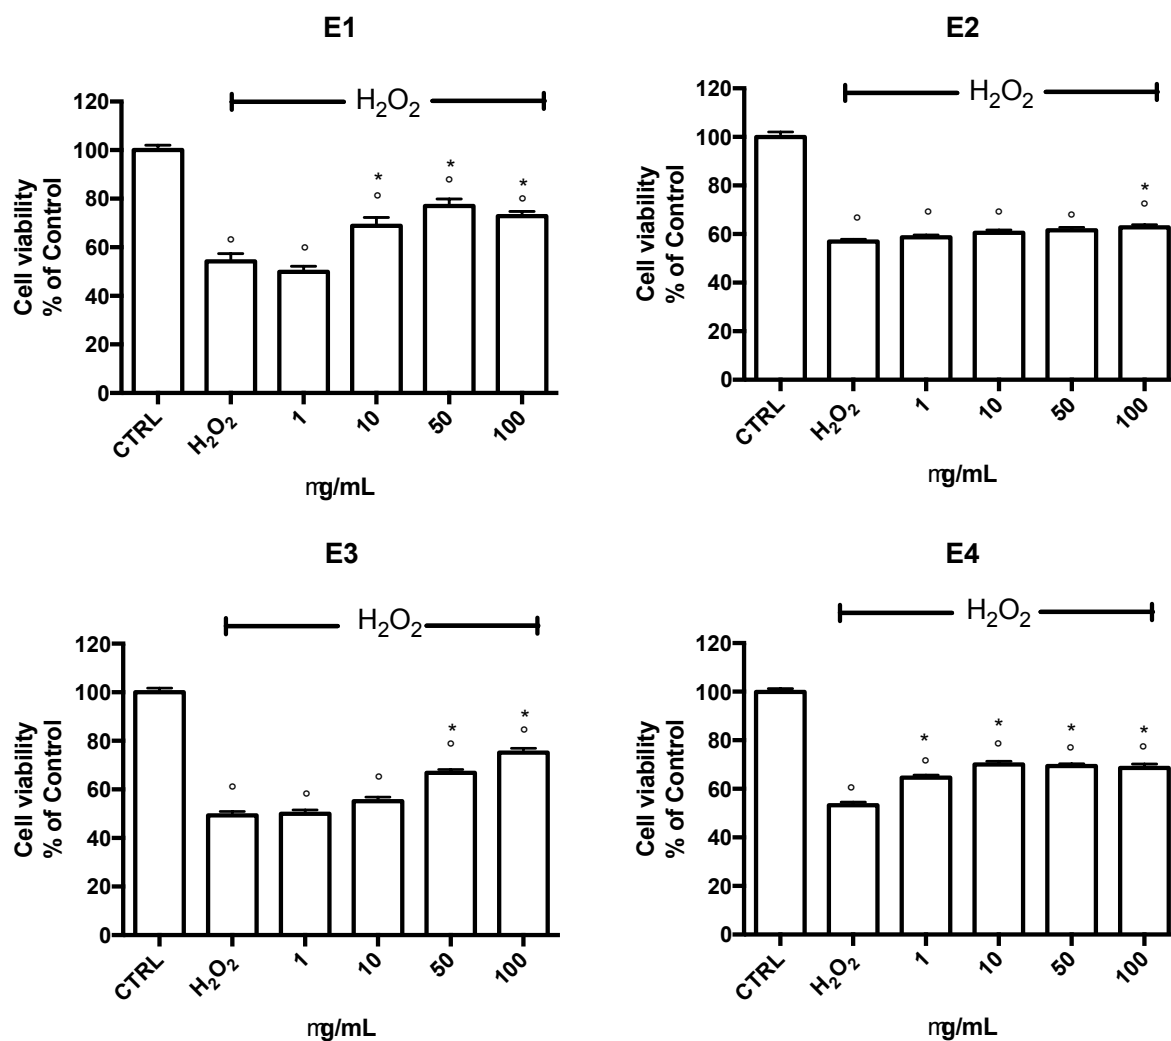 E1
H₂O₂
120
100
80
60
40
20
0
Cell viability
% of Control
* * *
° ° ° ° °
CTRL H₂O₂ 1 10 50 100
mg/mL
E2
H₂O₂
120
100
80
60
40
20
0
Cell viability
% of Control
*
° ° ° ° °
CTRL H₂O₂ 1 10 50 100
mg/mL
E3
H₂O₂
120
100
80
60
40
20
0
Cell viability
% of Control
* *
° ° ° ° °
CTRL H₂O₂ 1 10 50 100
mg/mL
E4
H₂O₂
120
100
80
60
40
20
0
Cell viability
% of Control
* * * *
° ° ° ° °
CTRL H₂O₂ 1 10 50 100
mg/mL